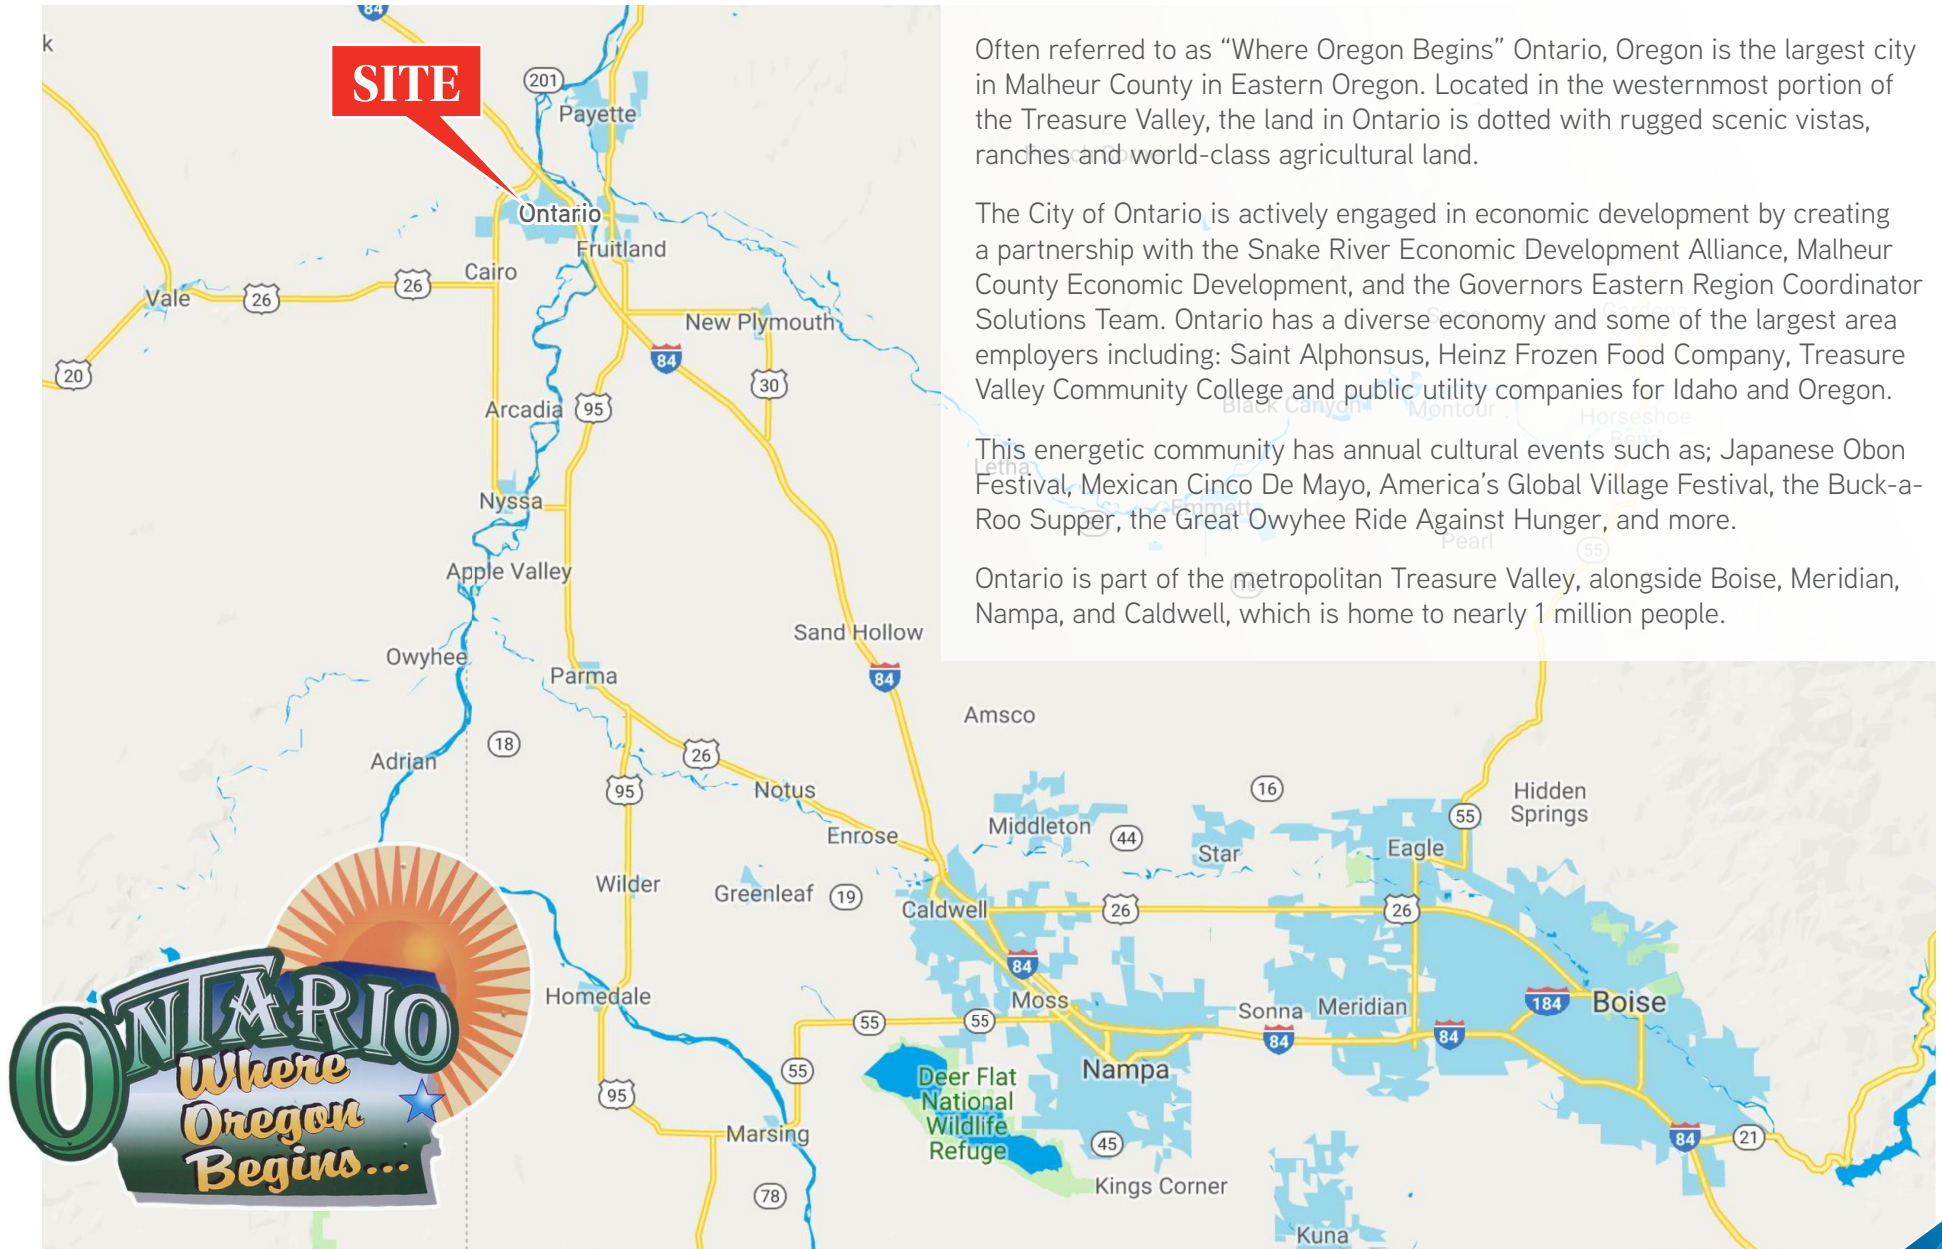 84
k
SITE
201
Payette
Ontario
Fruitland
Cairo
26
26
Vale
New Plymouth
84
20
30
Arcadia
95
Nyssa
Apple Valley
Sand Hollow
Owyhee
Parma
84
Amsco
18
26
Adrian
95
Notus
16
Hidden
Springs
55
Middleton
44
Enrose
Star
Eagle
Wilder
Greenleaf
19
Caldwell
26
26
84
Homedale
Moss
Sonna
Meridian
184
Boise
55
55
84
84
55
Nampa
Deer Flat
National
Wildlife
Refuge
95
Marsing
45
84
21
Kings Corner
78
Kuna
ONTARIO
Where
Oregon
Begins...
Often referred to as “Where Oregon Begins” Ontario, Oregon is the largest city
in Malheur County in Eastern Oregon. Located in the westernmost portion of
the Treasure Valley, the land in Ontario is dotted with rugged scenic vistas,
ranches and world-class agricultural land.
The City of Ontario is actively engaged in economic development by creating
a partnership with the Snake River Economic Development Alliance, Malheur
County Economic Development, and the Governors Eastern Region Coordinator
Solutions Team. Ontario has a diverse economy and some of the largest area
employers including: Saint Alphonsus, Heinz Frozen Food Company, Treasure
Valley Community College and public utility companies for Idaho and Oregon.
Black Canyon
Montour
Horseshoe
Bend
This energetic community has annual cultural events such as; Japanese Obon
Letha
Festival, Mexican Cinco De Mayo, America’s Global Village Festival, the Buck-a-
Emmett
Roo Supper, the Great Owyhee Ride Against Hunger, and more.
Pearl
55
Ontario is part of the metropolitan Treasure Valley, alongside Boise, Meridian,
Nampa, and Caldwell, which is home to nearly 1 million people.